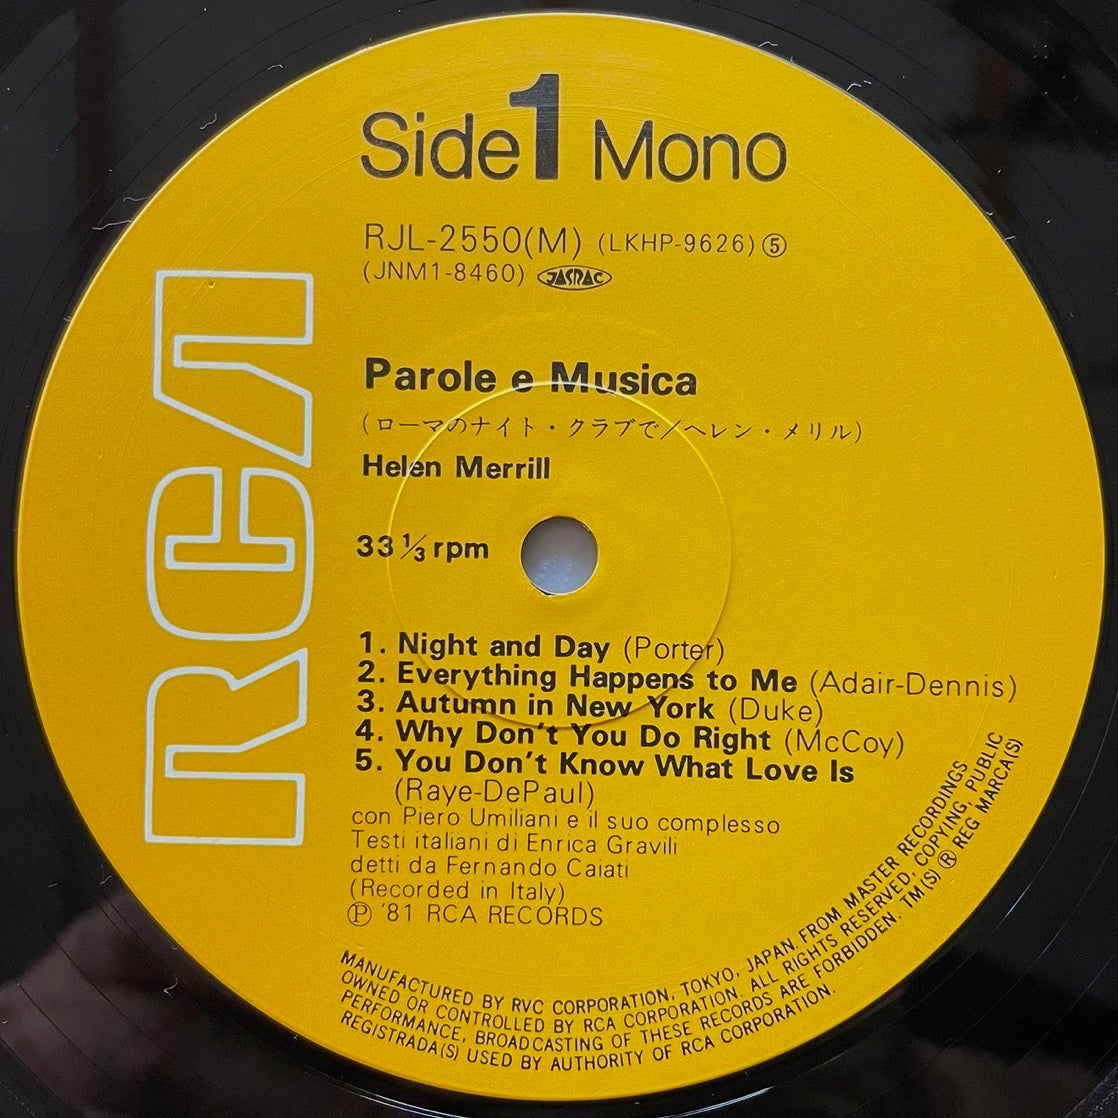 Side 1 Mono
RJL-2550(M) (LKHP-9626)⑤
(JNM1-8460) JASRAC
RCA
Parole e Musica
(ローマのナイト・クラブで/ヘレン・メリル)
Helen Merrill
33 1/3 rpm
1. Night and Day (Porter)
2. Everything Happens to Me (Adair-Dennis)
3. Autumn in New York (Duke)
4. Why Don't You Do Right (McCoy)
5. You Don't Know What Love Is
(Raye-DePaul)
con Piero Umiliani e il suo complesso
Testi italiani di Enrica Gravili
detti da Fernando Caiati
(Recorded in Italy)
Ⓟ '81 RCA RECORDS
MANUFACTURED BY RVC CORPORATION, TOKYO, JAPAN. FROM MASTER RECORDINGS
OWNED OR CONTROLLED BY RCA CORPORATION. ALL RIGHTS RESERVED, COPYING, PUBLIC
PERFORMANCE, BROADCASTING OF THESE RECORDS ARE FORBIDDEN. TM(S) ® REG MARCA(S)
REGISTRADA(S) USED BY AUTHORITY OF RCA CORPORATION.